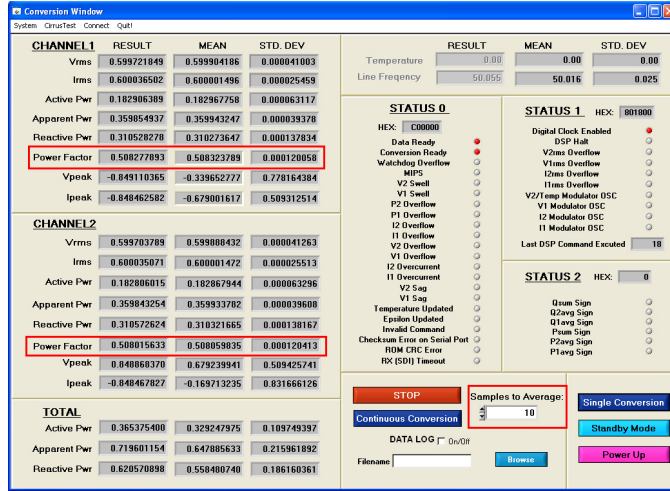 Conversion Window
System CirrusTest Connect Quit!
CHANNEL1 RESULT MEAN STD. DEV
Vrms 0.599721849 0.599904186 0.000041003
Irms 0.600036502 0.600001496 0.000025459
Active Pwr 0.182906389 0.182967758 0.000063117
Apparent Pwr 0.359854937 0.359943247 0.000039378
Reactive Pwr 0.310528278 0.310273647 0.000137834
Power Factor 0.508277893 0.508323789 0.000120058
Vpeak -0.849110365 -0.339652777 0.778164384
Ipeak -0.848462582 -0.679001617 0.509312514
CHANNEL2
Vrms 0.599703789 0.599888432 0.000041263
Irms 0.600035071 0.600001472 0.000025513
Active Pwr 0.182806015 0.182867944 0.000063296
Apparent Pwr 0.359843254 0.359933702 0.000039608
Reactive Pwr 0.310572624 0.310321665 0.000138167
Power Factor 0.508015633 0.508059835 0.000120413
Vpeak 0.848868370 0.679239941 0.509425741
Ipeak -0.848467827 -0.169713235 0.831666126
TOTAL
Active Pwr 0.365375400 0.329247975 0.109749397
Apparent Pwr 0.719601154 0.647885633 0.215961892
Reactive Pwr 0.620570898 0.558480740 0.186160361
RESULT MEAN STD. DEV
Temperature 0.00 0.00 0.00
Line Freqency 50.055 50.016 0.025
STATUS 0
HEX: C00000
Data Ready
Conversion Ready
Watchdog Overflow
MIPS
V2 Swell
V1 Swell
P2 Overflow
P1 Overflow
I2 Overflow
I1 Overflow
V2 Overflow
V1 Overflow
I2 Overcurrent
I1 Overcurrent
V2 Sag
V1 Sag
Temperature Updated
Epsilon Updated
Invalid Command
Checksum Error on Serial Port
ROM CRC Error
RX (SDI) Timeout
STATUS 1 HEX: 801800
Digital Clock Enabled
DSP Halt
V2rms Overflow
V1rms Overflow
I2rms Overflow
I1rms Overflow
V2/Temp Modulator OSC
V1 Modulator OSC
I2 Modulator OSC
I1 Modulator OSC
Last DSP Command Excuted 18
STATUS 2 HEX: 0
Qsum Sign
Q2avg Sign
Q1avg Sign
Psum Sign
P2avg Sign
P1avg Sign
STOP
Continuous Conversion
Samples to Average:
10
DATA LOG On/Off
Filename Browse
Single Conversion
Standby Mode
Power Up